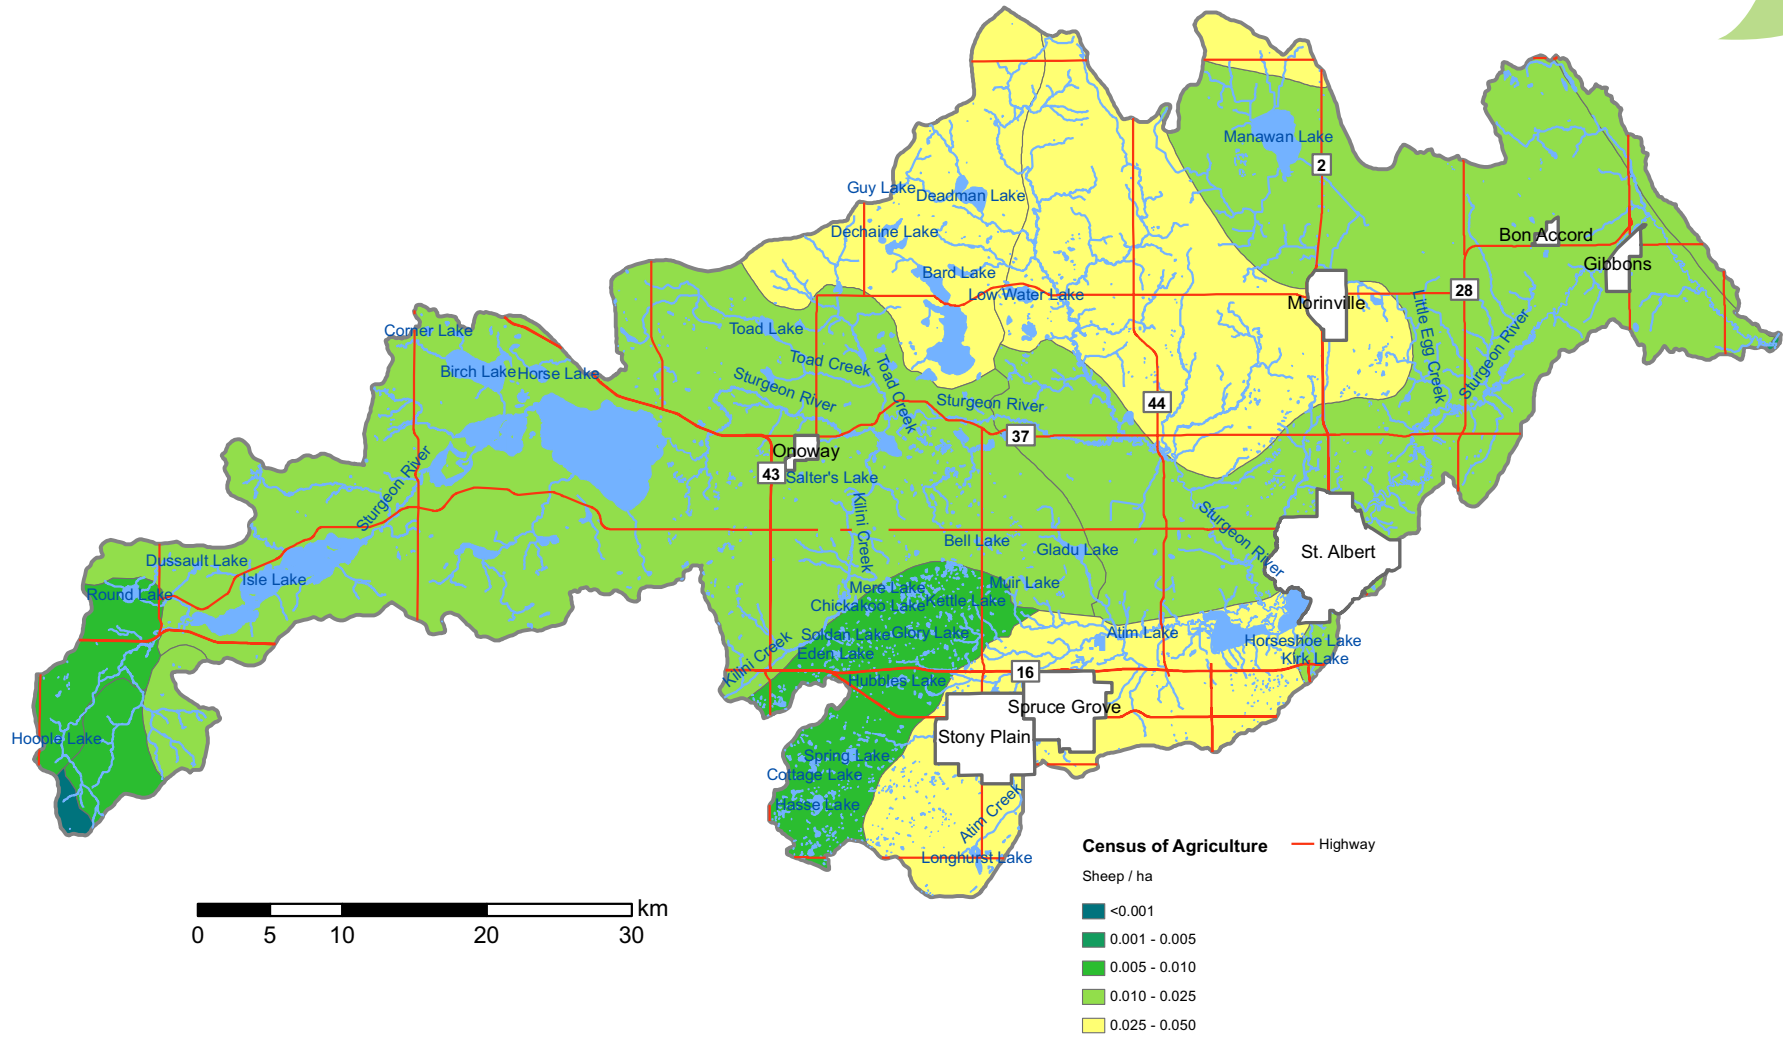 Manawan Lake
2
Guy Lake
Deadman Lake
Dechaine Lake
Bon Accord
Gibbons
Bard Lake
Low Water Lake
28
Morinville
Little Egg Creek
Sturgeon River
Corner Lake
Toad Lake
Toad Creek
Toad Creek
Birch Lake
Horse Lake
Sturgeon River
Sturgeon River
44
37
Onoway
43
Salter's Lake
Sturgeon River
Kilini Creek
Sturgeon River
Bell Lake
Gladu Lake
St. Albert
Dussault Lake
Isle Lake
Round Lake
Mere Lake
Muir Lake
Chickakoo Lake
Kettle Lake
Soldan Lake
Glory Lake
Atim Lake
Horseshoe Lake
Eden Lake
Kirk Lake
Kilini Creek
16
Hubbles Lake
Spruce Grove
Stony Plain
Hoople Lake
Spring Lake
Cottage Lake
Hasse Lake
Atim Creek
Longhurst Lake
km
0 5 10 20 30
Census of Agriculture
Highway
Sheep / ha
<0.001
0.001 - 0.005
0.005 - 0.010
0.010 - 0.025
0.025 - 0.050